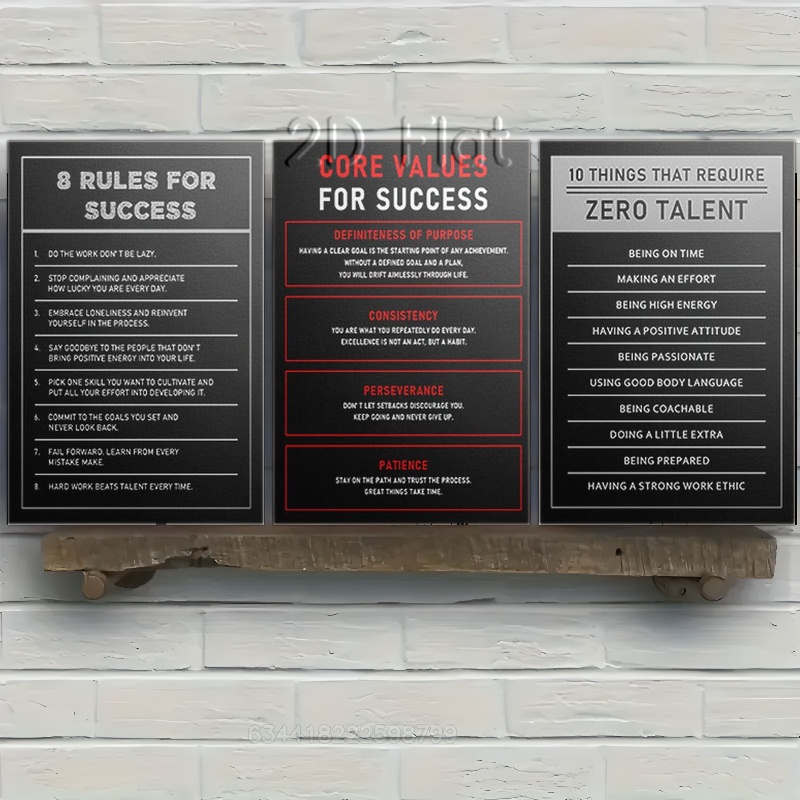 2D Flat
8 RULES FOR
SUCCESS
1. DO THE WORK DON'T BE LAZY.
2. STOP COMPLAINING AND APPRECIATE
HOW LUCKY YOU ARE EVERY DAY.
3. EMBRACE LONELINESS AND REINVENT
YOURSELF IN THE PROCESS.
4. SAY GOODBYE TO THE PEOPLE THAT DON'T
BRING POSITIVE ENERGY INTO YOUR LIFE.
5. PICK ONE SKILL YOU WANT TO CULTIVATE AND
PUT ALL YOUR EFFORT INTO DEVELOPING IT.
6. COMMIT TO THE GOALS YOU SET AND
NEVER LOOK BACK.
7. FAIL FORWARD. LEARN FROM EVERY
MISTAKE MAKE.
8. HARD WORK BEATS TALENT EVERY TIME.
CORE VALUES
FOR SUCCESS
DEFINITENESS OF PURPOSE
HAVING A CLEAR GOAL IS THE STARTING POINT OF ANY ACHIEVEMENT.
WITHOUT A DEFINED GOAL AND A PLAN,
YOU WILL DRIFT AIMLESSLY THROUGH LIFE.
CONSISTENCY
YOU ARE WHAT YOU REPEATEDLY DO EVERY DAY.
EXCELLENCE IS NOT AN ACT, BUT A HABIT.
PERSEVERANCE
DON'T LET SETBACKS DISCOURAGE YOU.
KEEP GOING AND NEVER GIVE UP.
PATIENCE
STAY ON THE PATH AND TRUST THE PROCESS.
GREAT THINGS TAKE TIME.
10 THINGS THAT REQUIRE
ZERO TALENT
BEING ON TIME
MAKING AN EFFORT
BEING HIGH ENERGY
HAVING A POSITIVE ATTITUDE
BEING PASSIONATE
USING GOOD BODY LANGUAGE
BEING COACHABLE
DOING A LITTLE EXTRA
BEING PREPARED
HAVING A STRONG WORK ETHIC